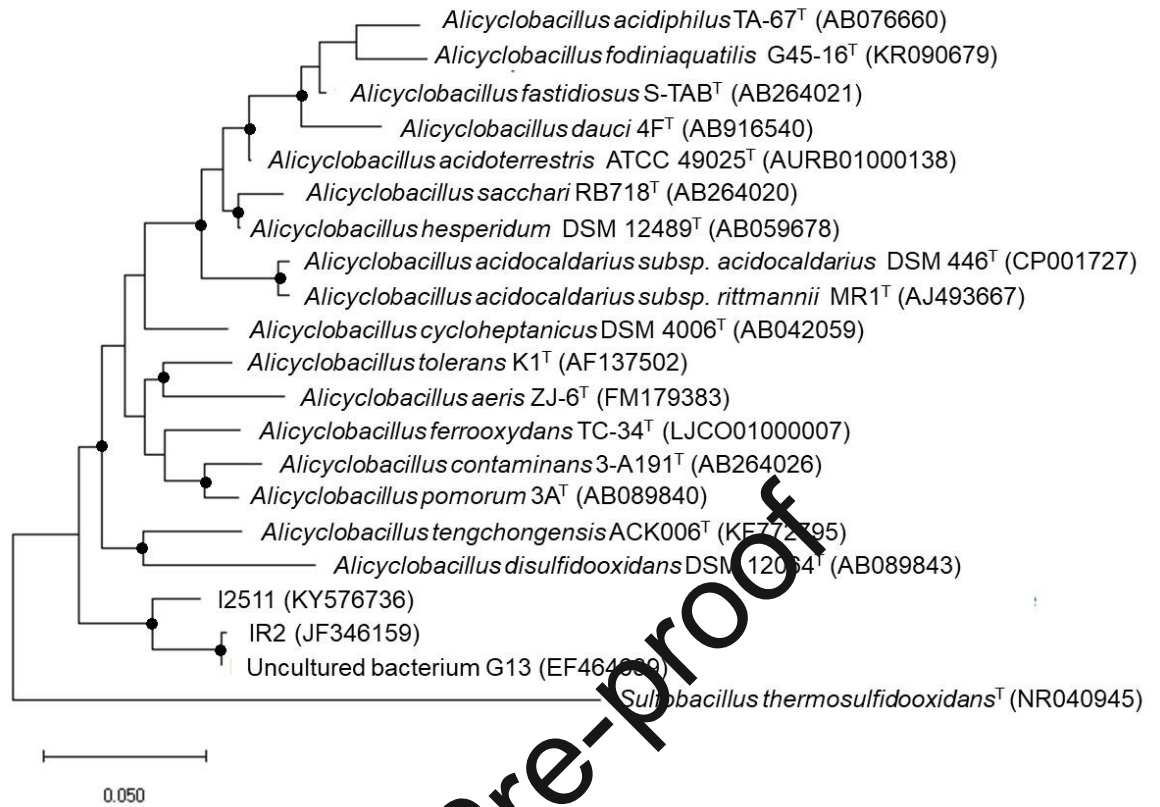 Alicyclobacillus acidiphilus TA-67ᵀ (AB076660)
Alicyclobacillus fodiniaquatilis G45-16ᵀ (KR090679)
Alicyclobacillus fastidiosus S-TABᵀ (AB264021)
Alicyclobacillus dauci 4Fᵀ (AB916540)
Alicyclobacillus acidoterrestris ATCC 49025ᵀ (AURB01000138)
Alicyclobacillus sacchari RB718ᵀ (AB264020)
Alicyclobacillus hesperidum DSM 12489ᵀ (AB059678)
Alicyclobacillus acidocaldarius subsp. acidocaldarius DSM 446ᵀ (CP001727)
Alicyclobacillus acidocaldarius subsp. rittmannii MR1ᵀ (AJ493667)
Alicyclobacillus cycloheptanicus DSM 4006ᵀ (AB042059)
Alicyclobacillus tolerans K1ᵀ (AF137502)
Alicyclobacillus aeris ZJ-6ᵀ (FM179383)
Alicyclobacillus ferrooxydans TC-34ᵀ (LJCO01000007)
Alicyclobacillus contaminans 3-A191ᵀ (AB264026)
Alicyclobacillus pomorum 3Aᵀ (AB089840)
Alicyclobacillus tengchongensis ACK006ᵀ
Alicyclobacillus disulfidooxidans DSM 12064ᵀ (AB089843)
I2511 (KY576736)
IR2 (JF346159)
Uncultured bacterium G13
Sulfobacillus thermosulfidooxidansᵀ (NR040945)
0.050
re-proof